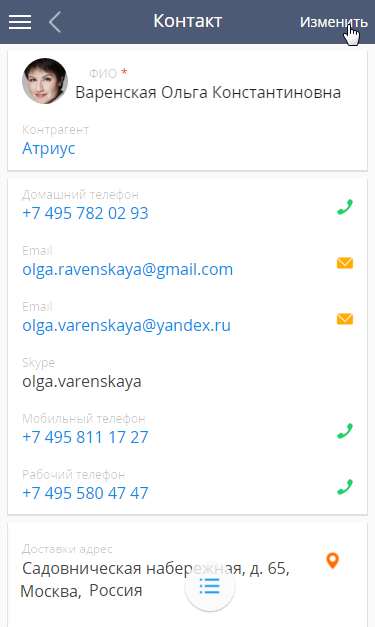 Контакт
Изменить
ФИО *
Варенская Ольга Константиновна
Контрагент
Атриус
Домашний телефон
+7 495 782 02 93
Email
olga.ravenskaya@gmail.com
Email
olga.varenskaya@yandex.ru
Skype
olga.varenskaya
Мобильный телефон
+7 495 811 17 27
Рабочий телефон
+7 495 580 47 47
Доставки адрес
Садовническая набережная, д. 65,
Москва, Россия